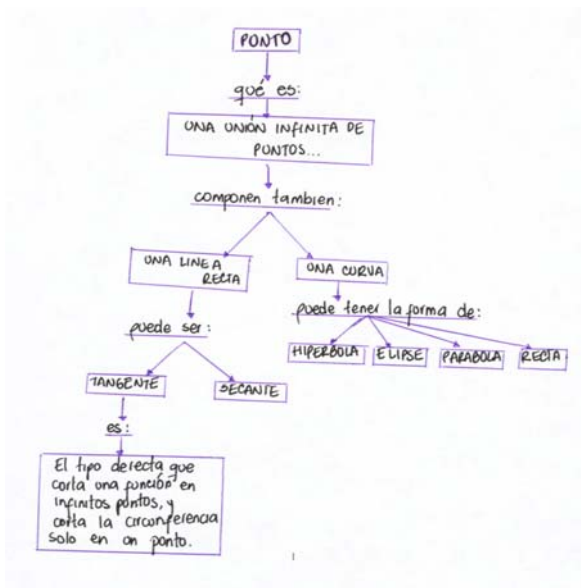 PUNTO
qué es:
UNA UNIÓN INFINITA DE
PUNTOS...
componen tambien:
UNA LINEA
RECTA
UNA CURVA
puede ser:
puede tener la forma de:
HIPERBOLA
ELIPSE
PARABOLA
RECTA
TANGENTE
SECANTE
es:
El tipo de recta que
corta una función en
infinitos puntos, y
corta la circunferencia
solo en un punto.
1